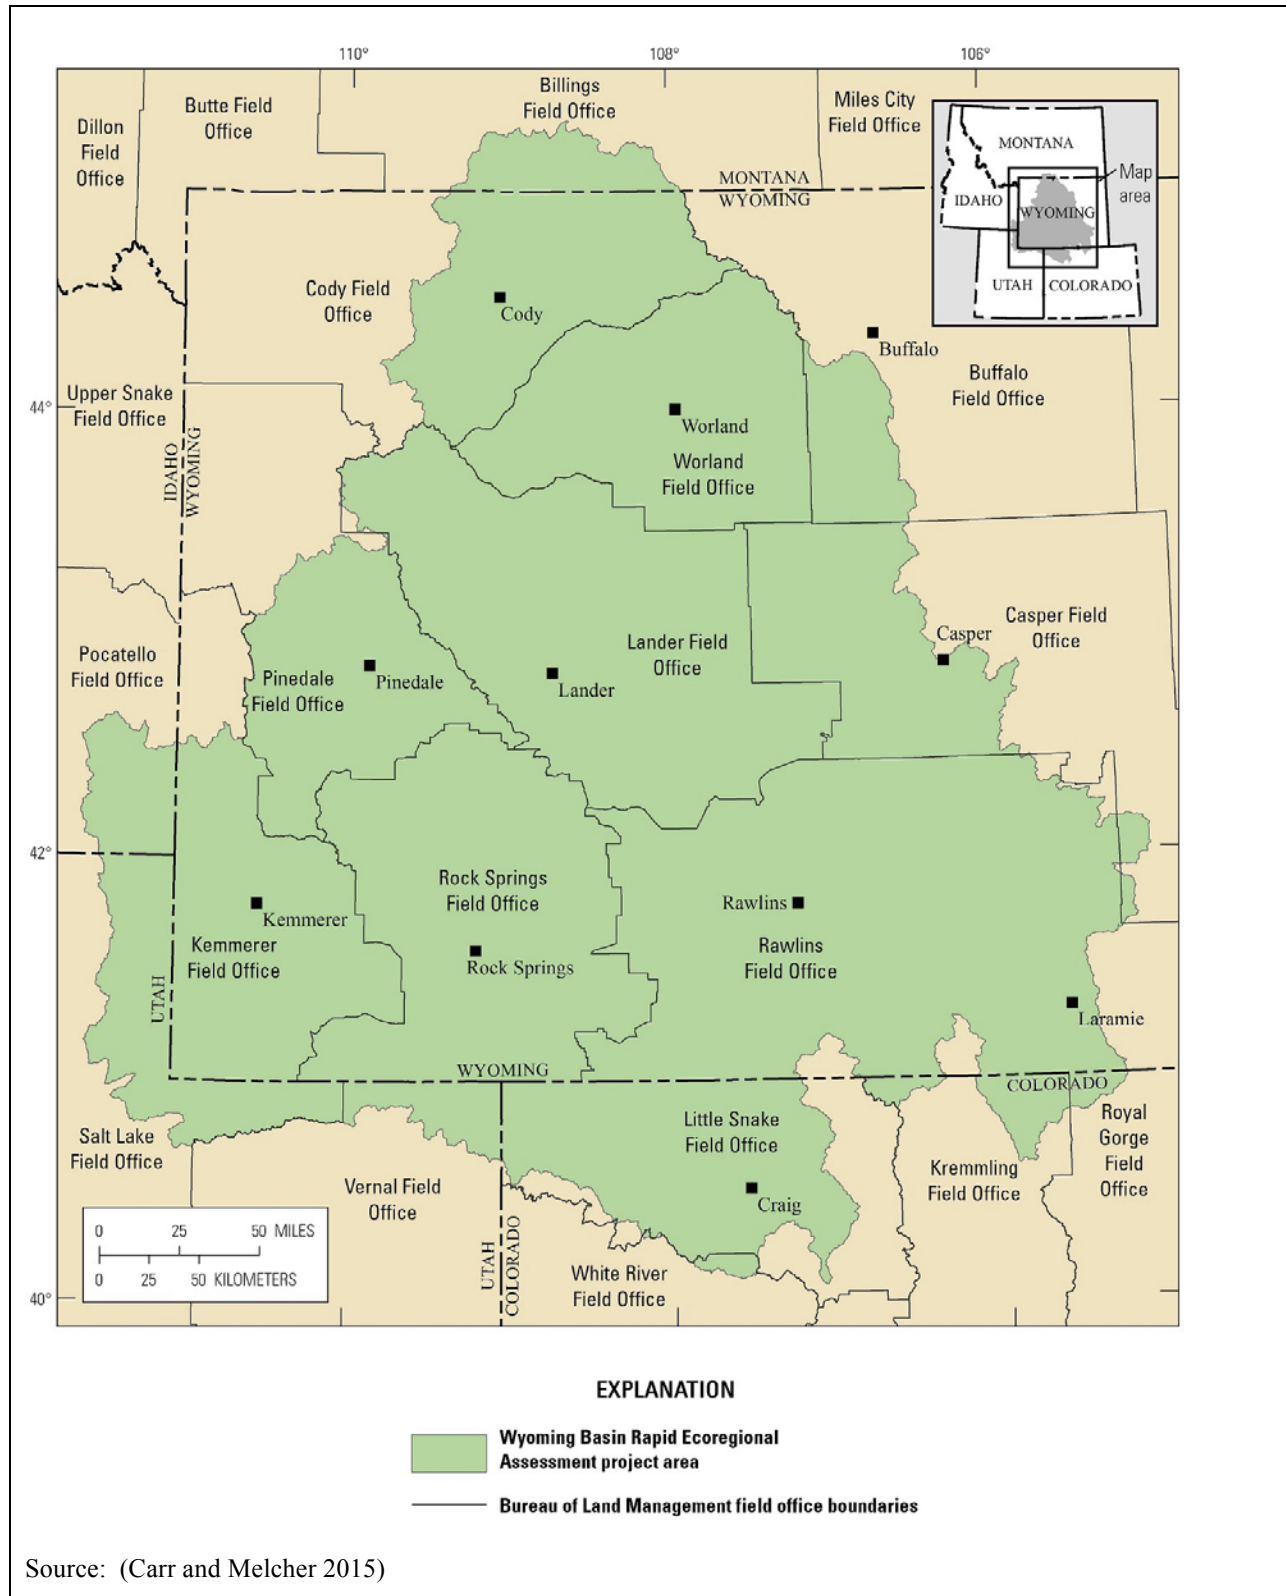 110°
108°
106°
Dillon
Field
Office
Butte Field
Office
Billings
Field Office
Miles City
Field Office
MONTANA
WYOMING
MONTANA
IDAHO
WYOMING
UTAH
COLORADO
Map
area
Cody Field
Office
Cody
Buffalo
Buffalo
Field Office
44°
Upper Snake
Field Office
IDAHO
WYOMING
Worland
Worland
Field Office
Pocatello
Field Office
Pinedale
Field Office
Pinedale
Lander Field
Office
Lander
Casper
Casper Field
Office
42°
Kemmerer
Kemmerer
Field Office
Rock Springs
Field Office
Rock Springs
Rawlins
Rawlins
Field Office
Laramie
UTAH
WYOMING
COLORADO
Salt Lake
Field Office
Vernal Field
Office
Little Snake
Field Office
Craig
Kremmling
Field Office
Royal
Gorge
Field
Office
UTAH
COLORADO
White River
Field Office
0 25 50 MILES
0 25 50 KILOMETERS
40°
EXPLANATION
Wyoming Basin Rapid Ecoregional
Assessment project area
Bureau of Land Management field office boundaries
Source: (Carr and Melcher 2015)